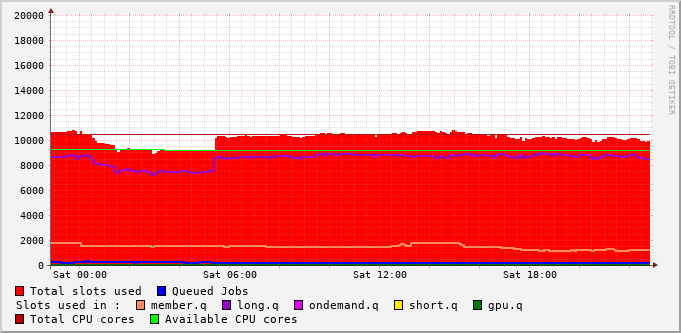 RRDTOOL / TOBI OETIKER
20000
18000
16000
14000
12000
10000
8000
6000
4000
2000
0
Sat 00:00 Sat 06:00 Sat 12:00 Sat 18:00
Total slots used Queued Jobs
Slots used in : member.q long.q ondemand.q short.q gpu.q
Total CPU cores Available CPU cores